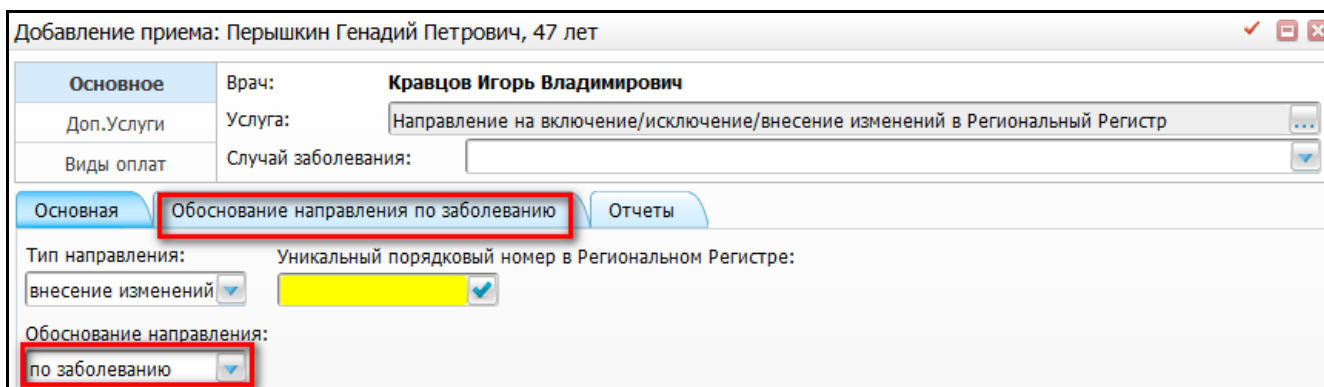 Добавление приема: Перышкин Генадий Петрович, 47 лет
Основное
Врач: Кравцов Игорь Владимирович
Доп.Услуги
Услуга: Направление на включение/исключение/внесение изменений в Региональный Регистр ...
Виды оплат
Случай заболевания:
Основная Обоснование направления по заболеванию Отчеты
Тип направления: Уникальный порядковый номер в Региональном Регистре:
внесение изменений
Обоснование направления:
по заболеванию